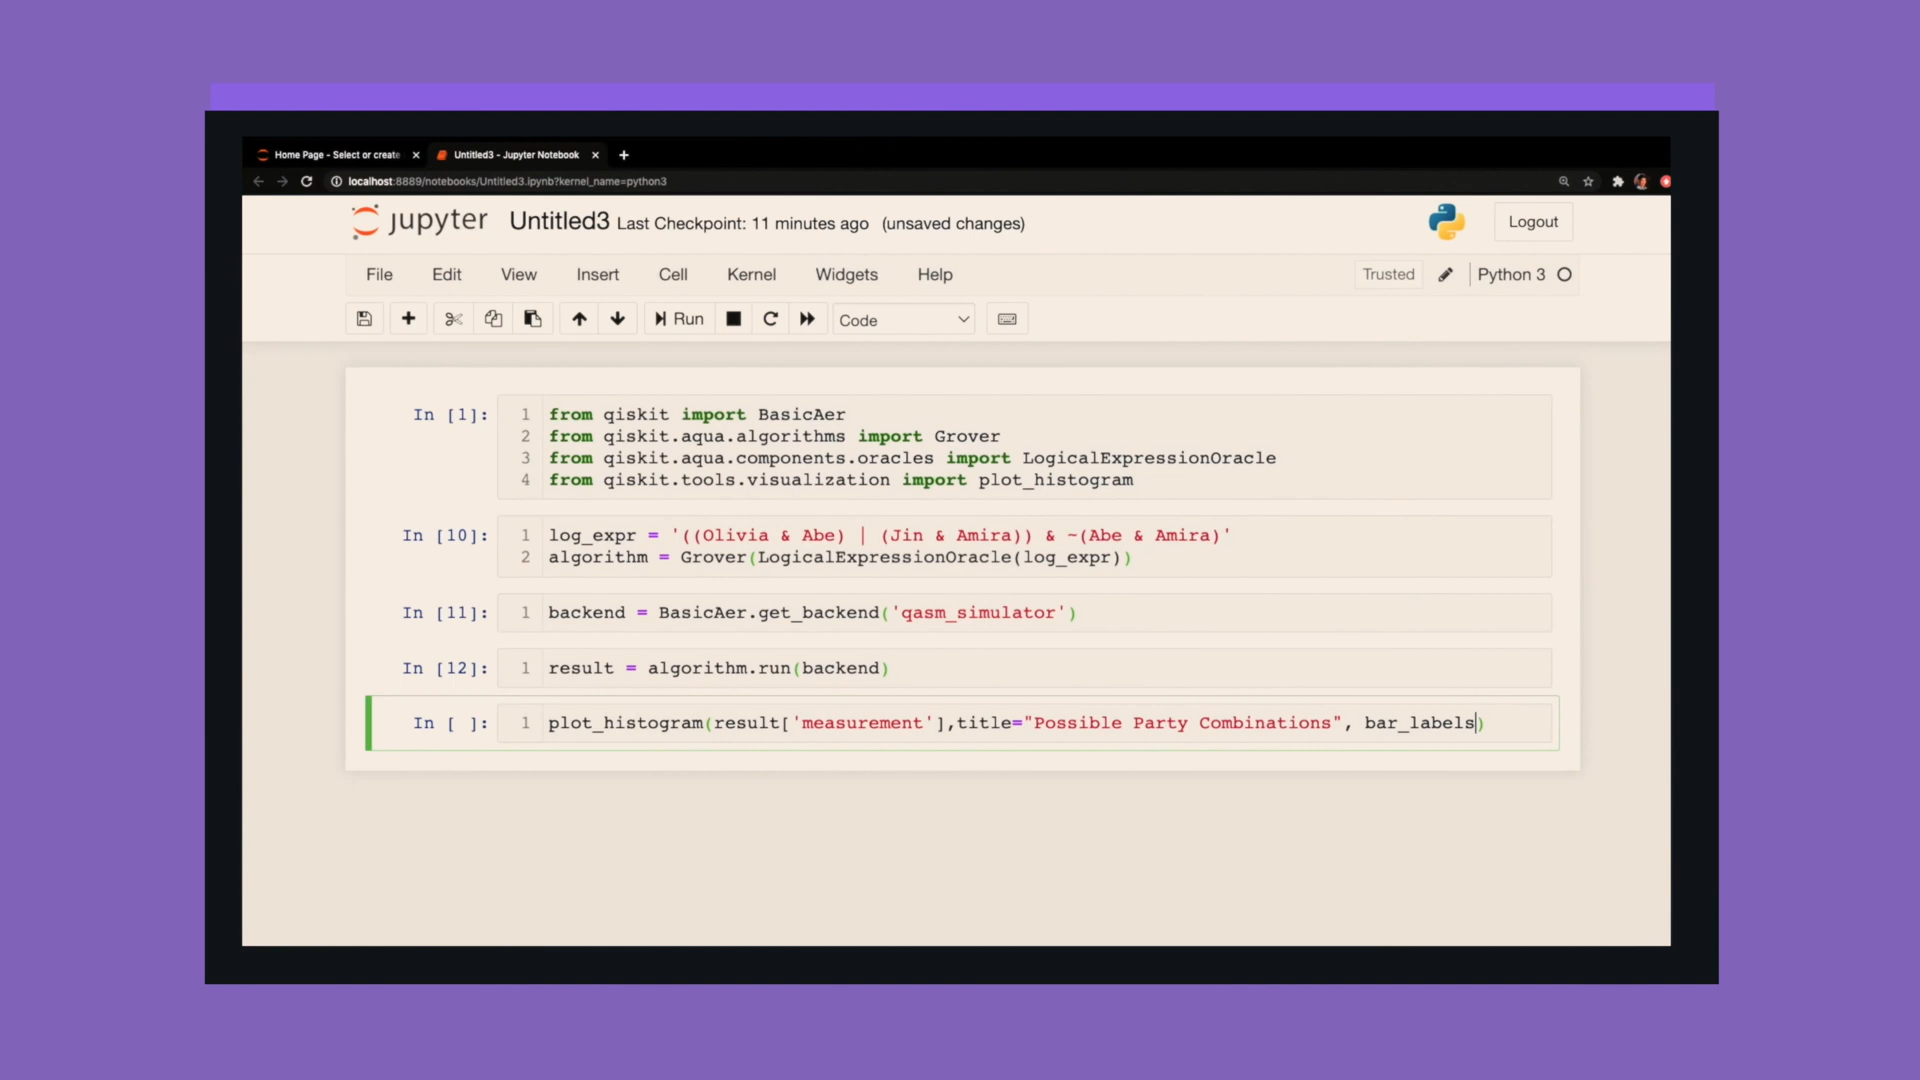 Home Page - Select or create
Untitled3 - Jupyter Notebook
localhost:8889/notebooks/Untitled3.ipynb?kernel_name=python3
jupyter Untitled3 Last Checkpoint: 11 minutes ago (unsaved changes)
Logout
File Edit View Insert Cell Kernel Widgets Help
Trusted Python 3
Run Code
In [1]:
1 from qiskit import BasicAer
2 from qiskit.aqua.algorithms import Grover
3 from qiskit.aqua.components.oracles import LogicalExpressionOracle
4 from qiskit.tools.visualization import plot_histogram
In [10]:
1 log_expr = '((Olivia & Abe) | (Jin & Amira)) & ~(Abe & Amira)'
2 algorithm = Grover(LogicalExpressionOracle(log_expr))
In [11]:
1 backend = BasicAer.get_backend('qasm_simulator')
In [12]:
1 result = algorithm.run(backend)
In [ ]:
1 plot_histogram(result['measurement'],title="Possible Party Combinations", bar_labels)